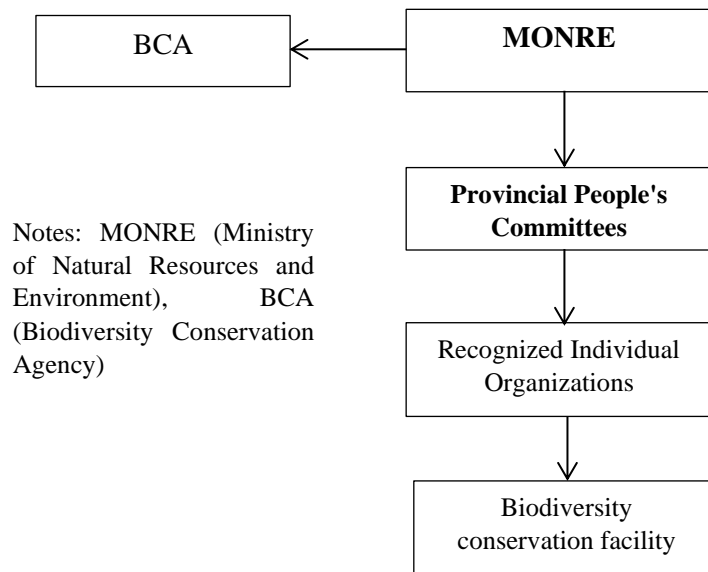 BCA
MONRE
Provincial People's
Committees
Notes: MONRE (Ministry
of Natural Resources and
Environment), BCA
(Biodiversity Conservation
Agency)
Recognized Individual
Organizations
Biodiversity
conservation facility